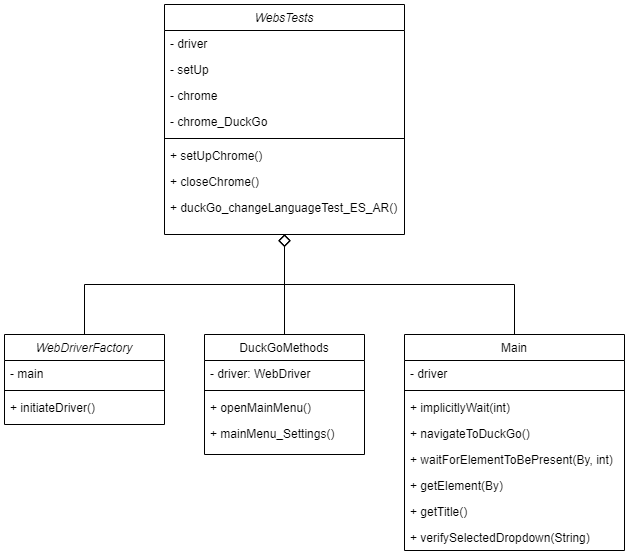 WebsTests
- driver
- setUp
- chrome
- chrome_DuckGo
+ setUpChrome()
+ closeChrome()
+ duckGo_changeLanguageTest_ES_AR()
WebDriverFactory
- main
+ initiateDriver()
DuckGoMethods
- driver: WebDriver
+ openMainMenu()
+ mainMenu_Settings()
Main
- driver
+ implicitlyWait(int)
+ navigateToDuckGo()
+ waitForElementToBePresent(By, int)
+ getElement(By)
+ getTitle()
+ verifySelectedDropdown(String)